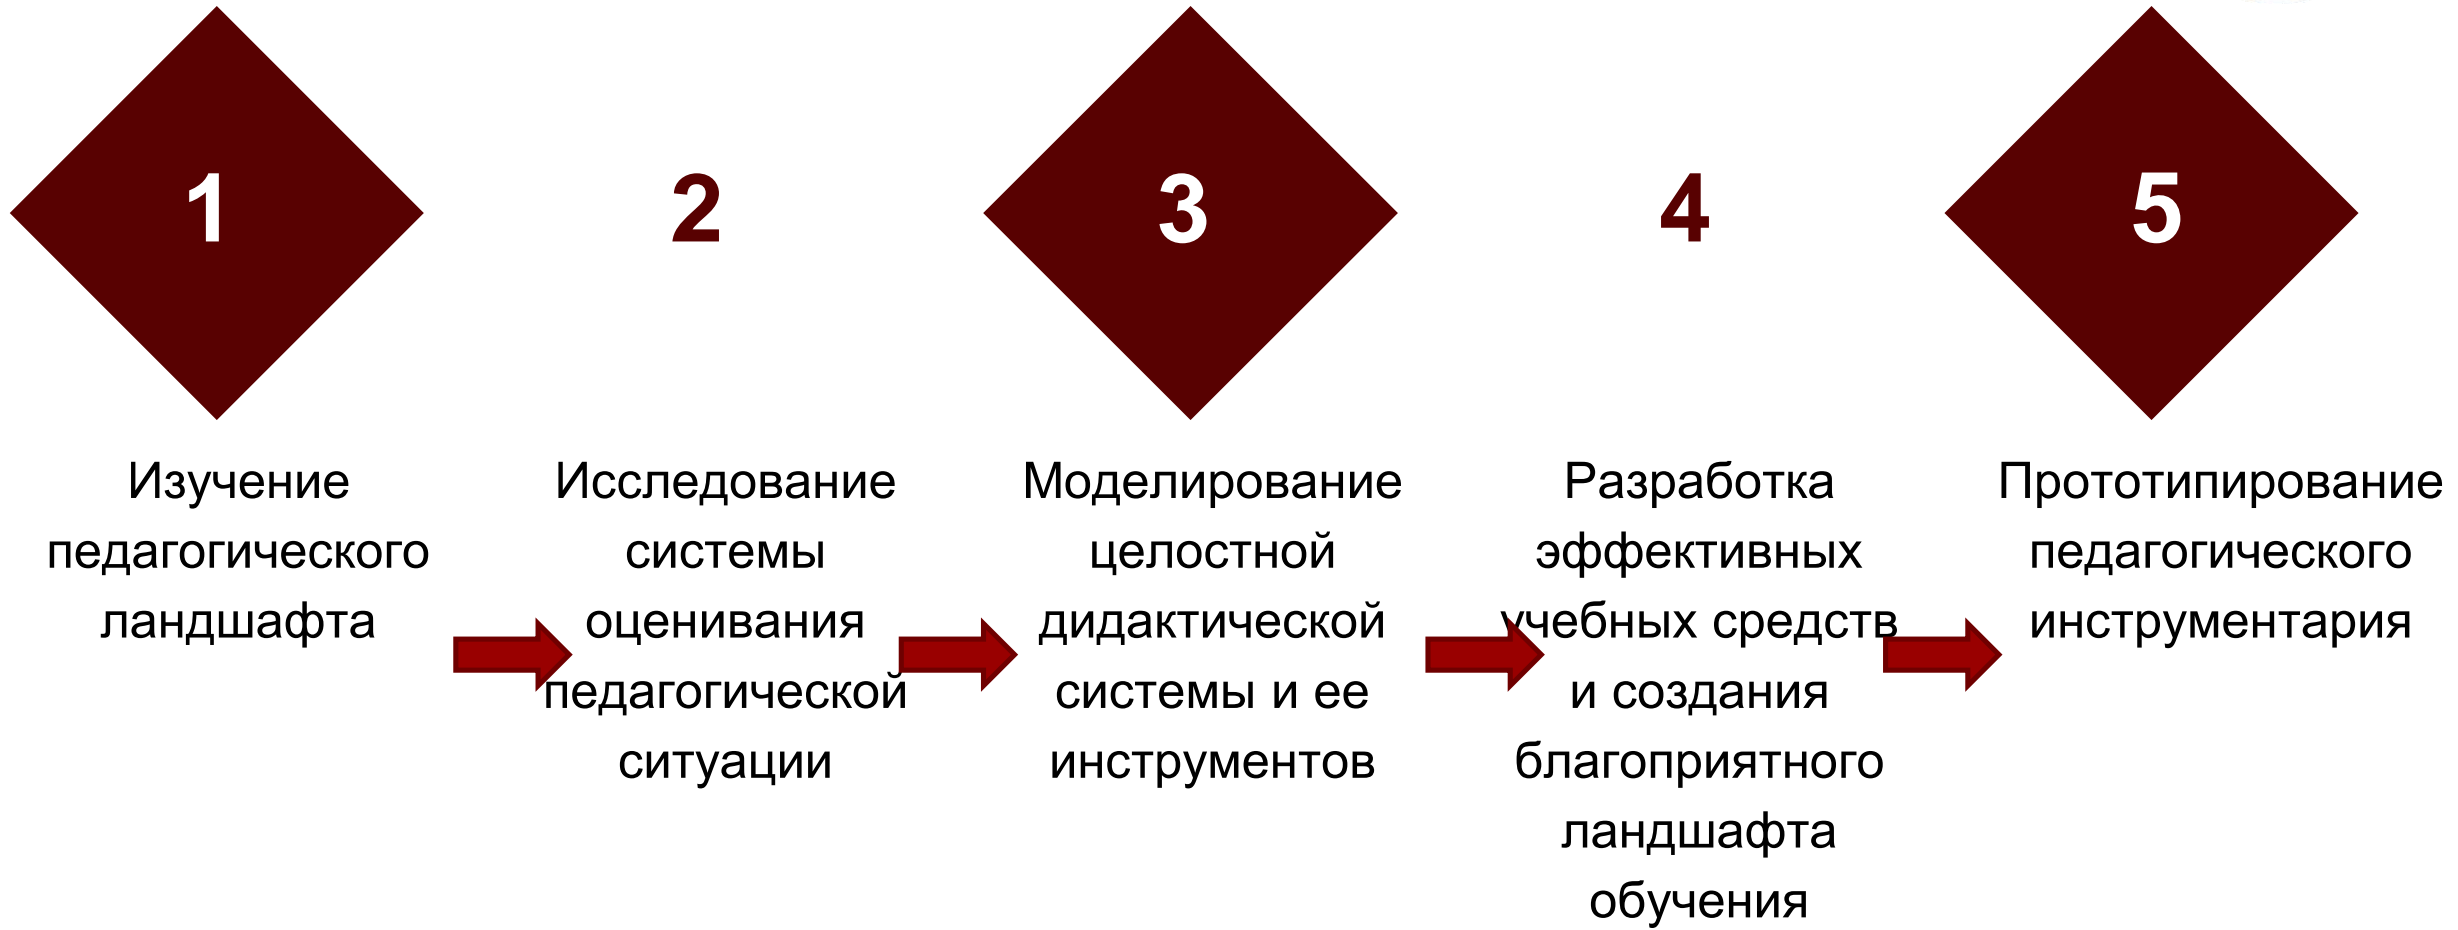 1
Изучение
педагогического
ландшафта
2
Исследование
системы
оценивания
педагогической
ситуации
3
Моделирование
целостной
дидактической
системы и ее
инструментов
4
Разработка
эффективных
учебных средств
и создания
благоприятного
ландшафта
обучения
5
Прототипирование
педагогического
инструментария